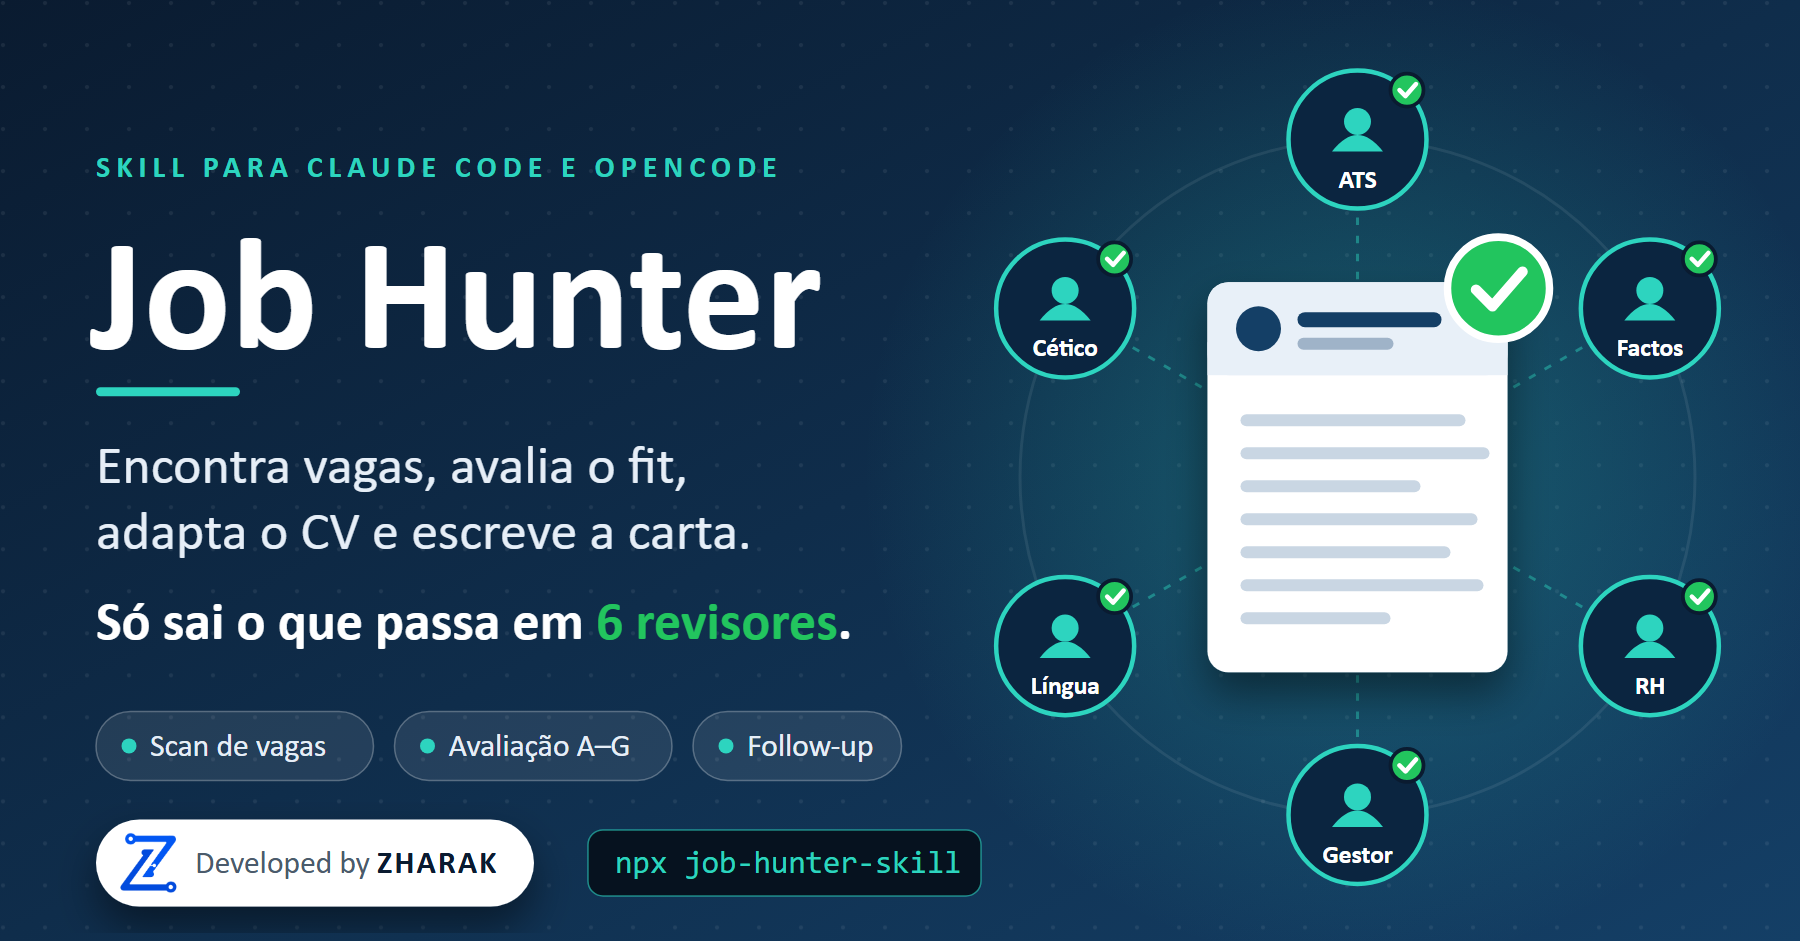 SKILL PARA CLAUDE CODE E OPENCODE
Job Hunter
Encontra vagas, avalia o fit,
adapta o CV e escreve a carta.
Só sai o que passa em 6 revisores.
Scan de vagas
Avaliação A–G
Follow-up
Developed by ZHARAK
npx job-hunter-skill
ATS
Cético
Factos
Língua
RH
Gestor